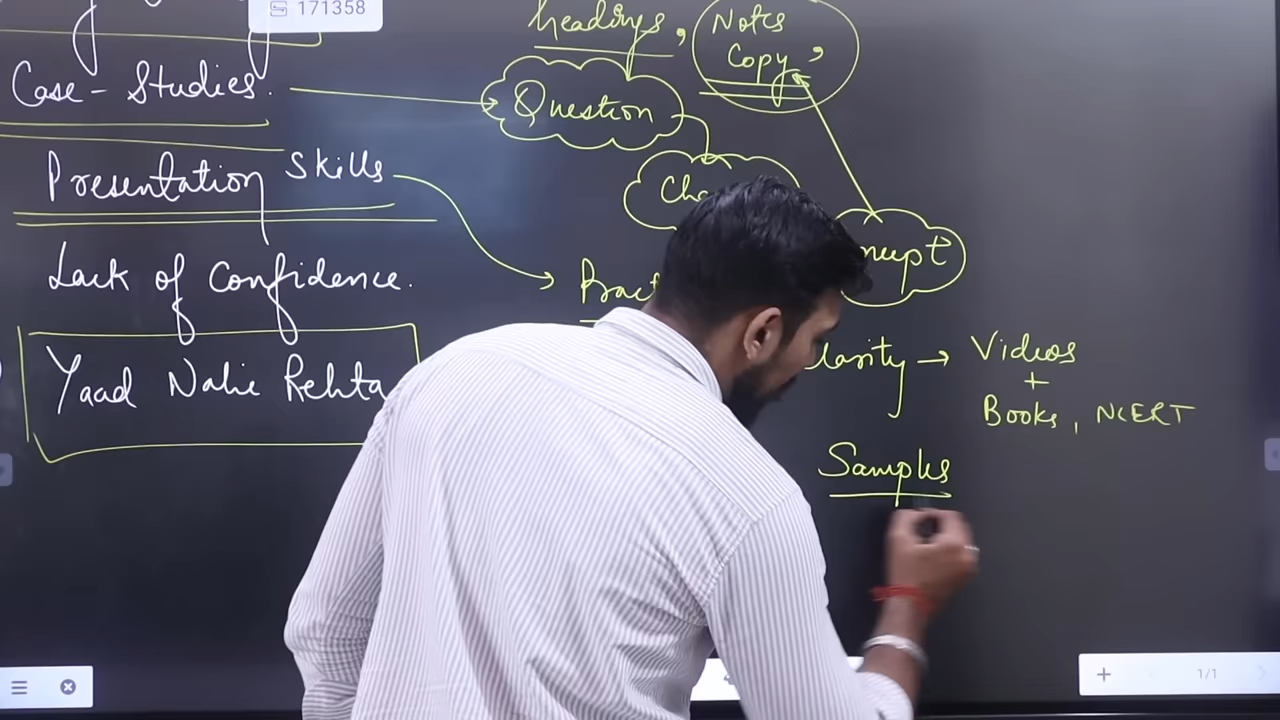 171358
headings, Notes
Copy,
Case - Studies.
Question
Presentation Skills
Lack of Confidence.
Videos
+
Books, NCERT
Yaad Nahi Rehta
Samples
1/1